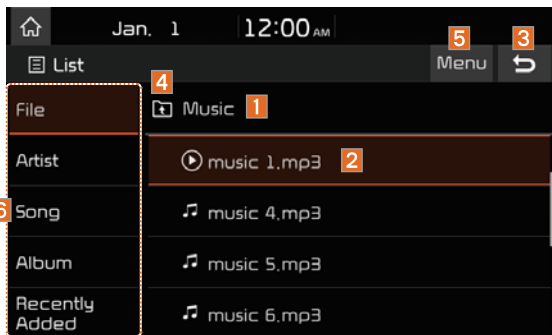 Jan. 1 12:00 AM
List Menu 5 3
4
File Music 1
Artist music 1.mp3 2
6 Song music 4.mp3
Album music 5.mp3
Recently
Added music 6.mp3